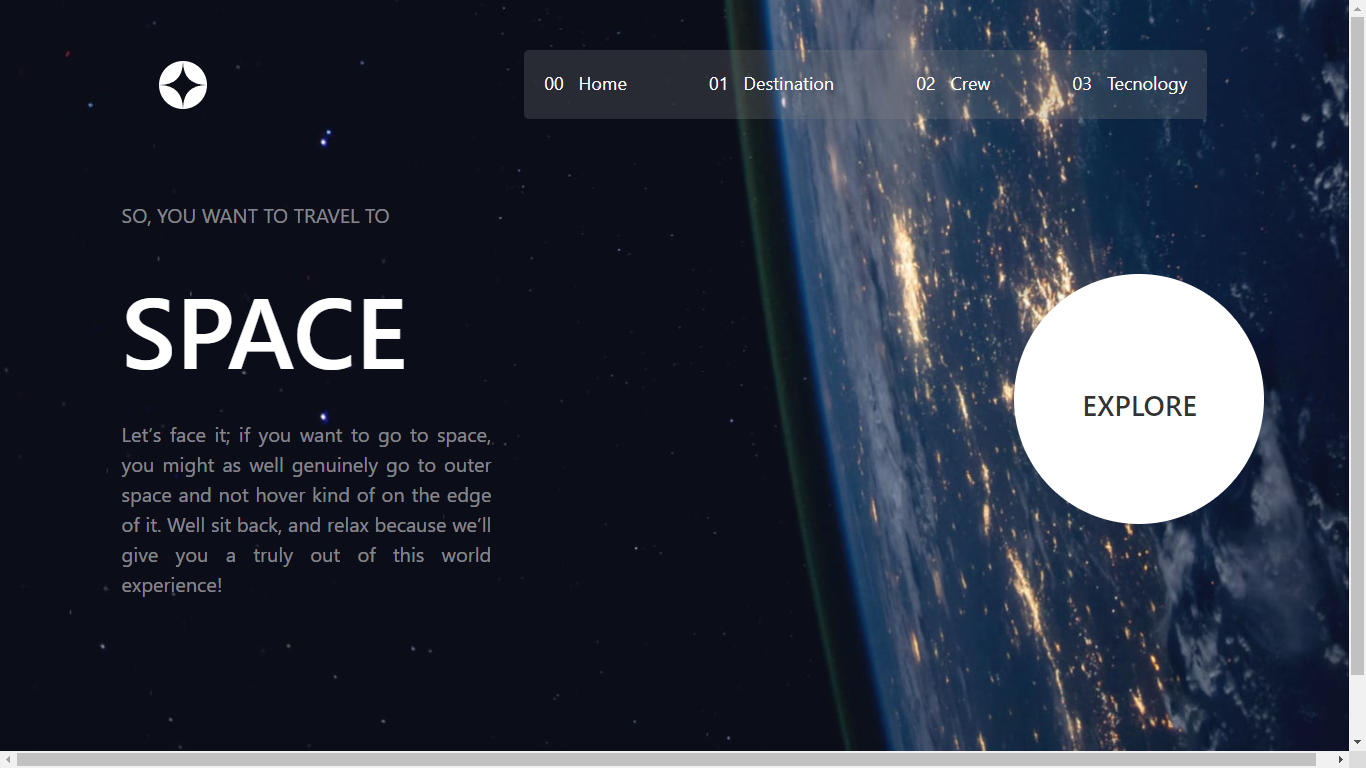 00 Home 01 Destination 02 Crew 03 Tecnology
SO, YOU WANT TO TRAVEL TO
SPACE
EXPLORE
Let’s face it; if you want to go to space,
you might as well genuinely go to outer
space and not hover kind of on the edge
of it. Well sit back, and relax because we’ll
give you a truly out of this world
experience!